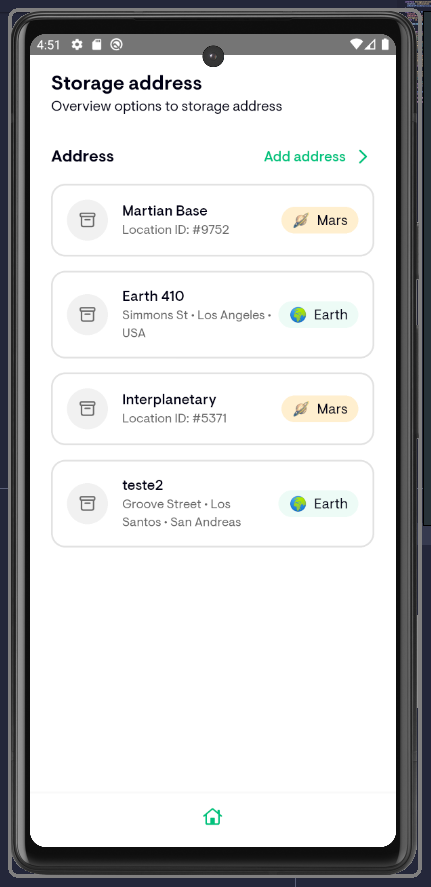 4:51
Storage address
Overview options to storage address
Address
Add address
Martian Base
Location ID: #9752
Mars
Earth 410
Simmons St • Los Angeles •
USA
Earth
Interplanetary
Location ID: #5371
Mars
teste2
Groove Street • Los
Santos • San Andreas
Earth